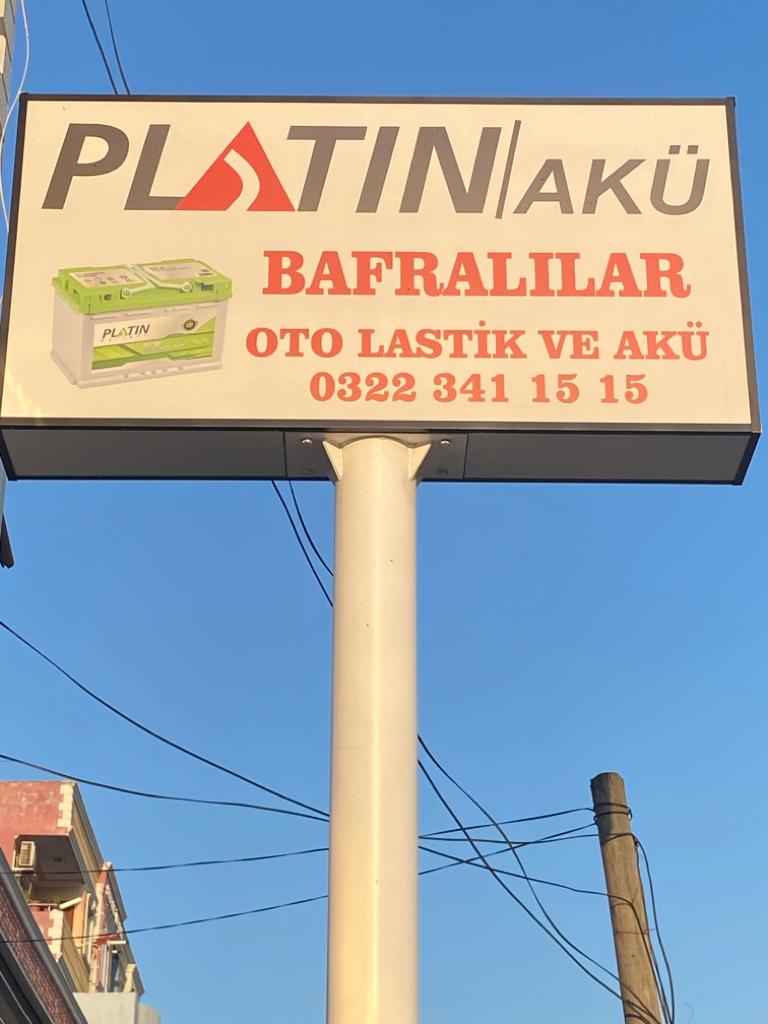 PLATIN/AKÜ
BAFRALILAR
OTO LASTİK VE AKÜ
0322 341 15 15
PLATIN